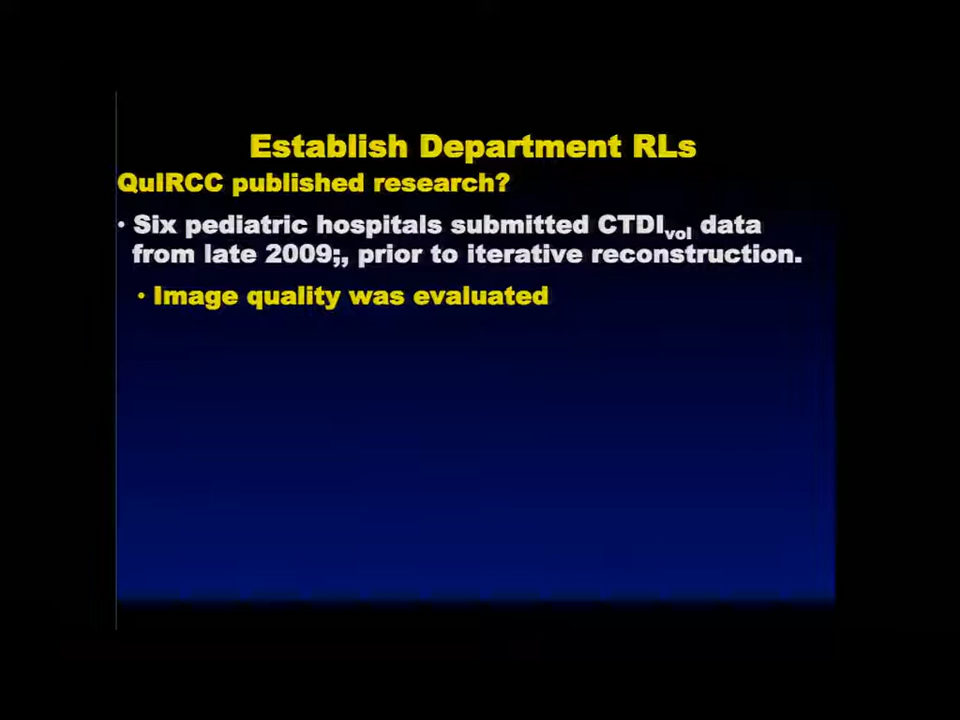 Establish Department RLs
QuIRCC published research?
• Six pediatric hospitals submitted CTDIvol data
from late 2009;, prior to iterative reconstruction.
• Image quality was evaluated